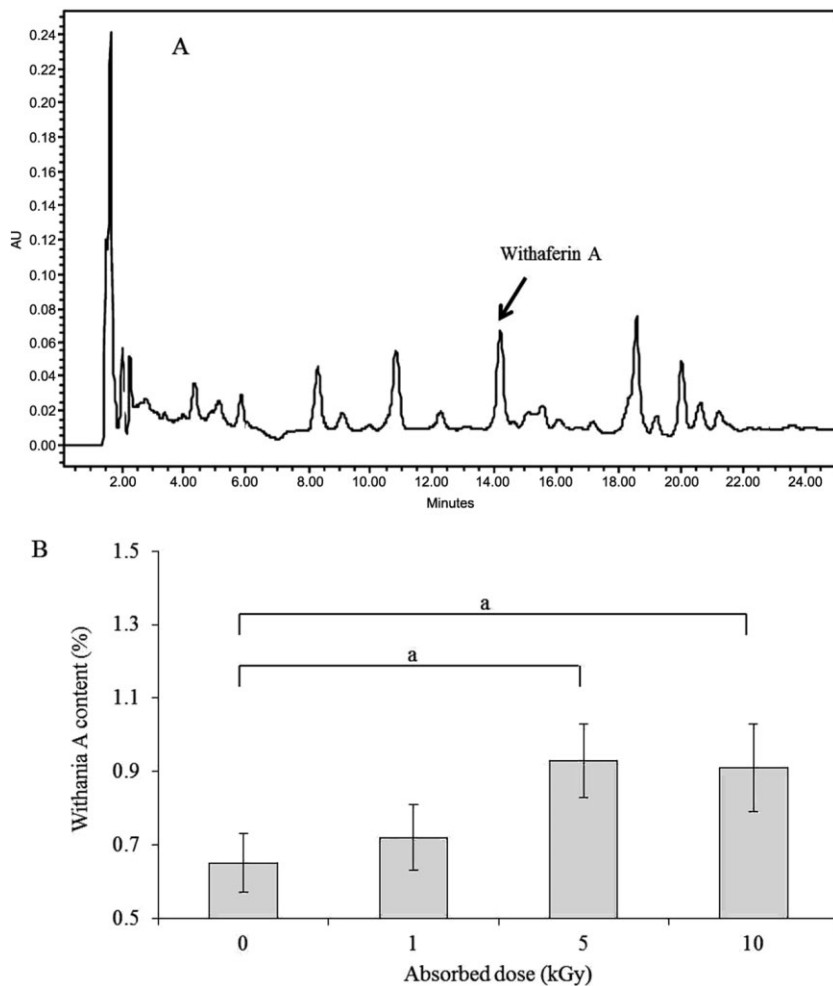 A
0.24
0.22
0.20
0.18
0.16
0.14
0.12
0.10
0.08
0.06
0.04
0.02
0.00
AU
Withaferin A
2.00 4.00 6.00 8.00 10.00 12.00 14.00 16.00 18.00 20.00 22.00 24.00
Minutes
B
1.5
1.3
1.1
0.9
0.7
0.5
Withania A content (%)
a
a
0 1 5 10
Absorbed dose (kGy)